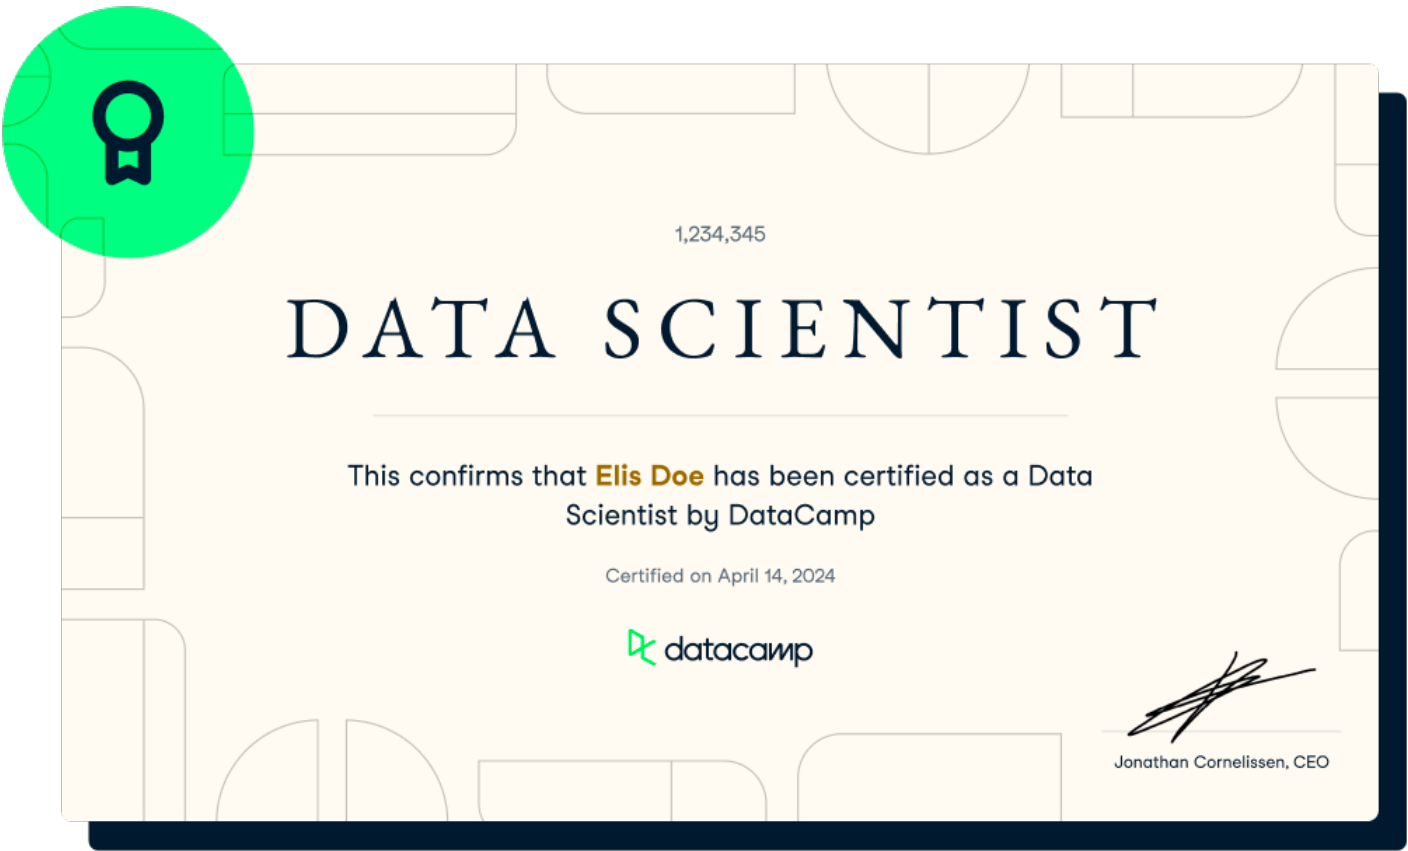 1,234,345
DATA SCIENTIST
This confirms that Elis Doe has been certified as a Data
Scientist by DataCamp
Certified on April 14, 2024
datacamp
Jonathan Cornelissen, CEO